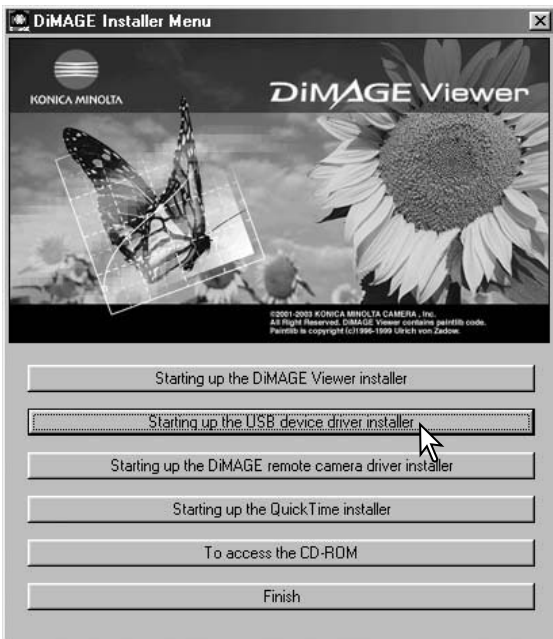 DiMAGE Installer Menu
KONICA MINOLTA
DiMAGE Viewer
©2001-2003 KONICA MINOLTA CAMERA , Inc.
All Right Reserved. DiMAGE Viewer contains paintlib code.
Paintlib is copyright (c)1996-1999 Ulrich von Zadow.
Starting up the DiMAGE Viewer installer
Starting up the USB device driver installer
Starting up the DiMAGE remote camera driver installer
Starting up the QuickTime installer
To access the CD-ROM
Finish